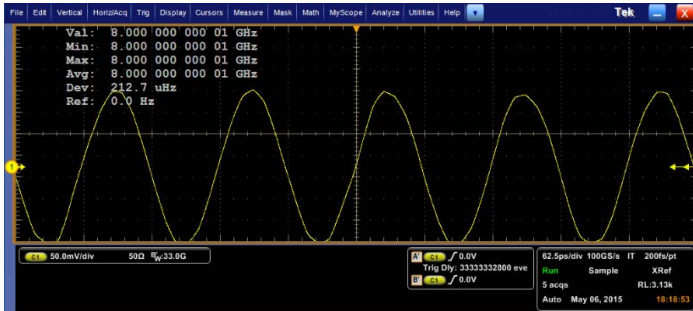 File Edit Vertical Horiz/Acq Trig Display Cursors Measure Mask Math MyScope Analyze Utilities Help Tek X
Val: 8.000 000 000 01 GHz
Min: 8.000 000 000 01 GHz
Max: 8.000 000 000 01 GHz
Avg: 8.000 000 000 01 GHz
Dev: 212.7 uHz
Ref: 0.0 Hz
1
C1 50.0mV/div 50Ω BW:33.0G
A' C1 0.0V
Trig Dly: 33333332800 eve
B' C1 0.0V
62.5ps/div 100GS/s IT 200fs/pt
Run Sample XRef
5 acqs RL:3.13k
Auto May 06, 2015 18:18:53